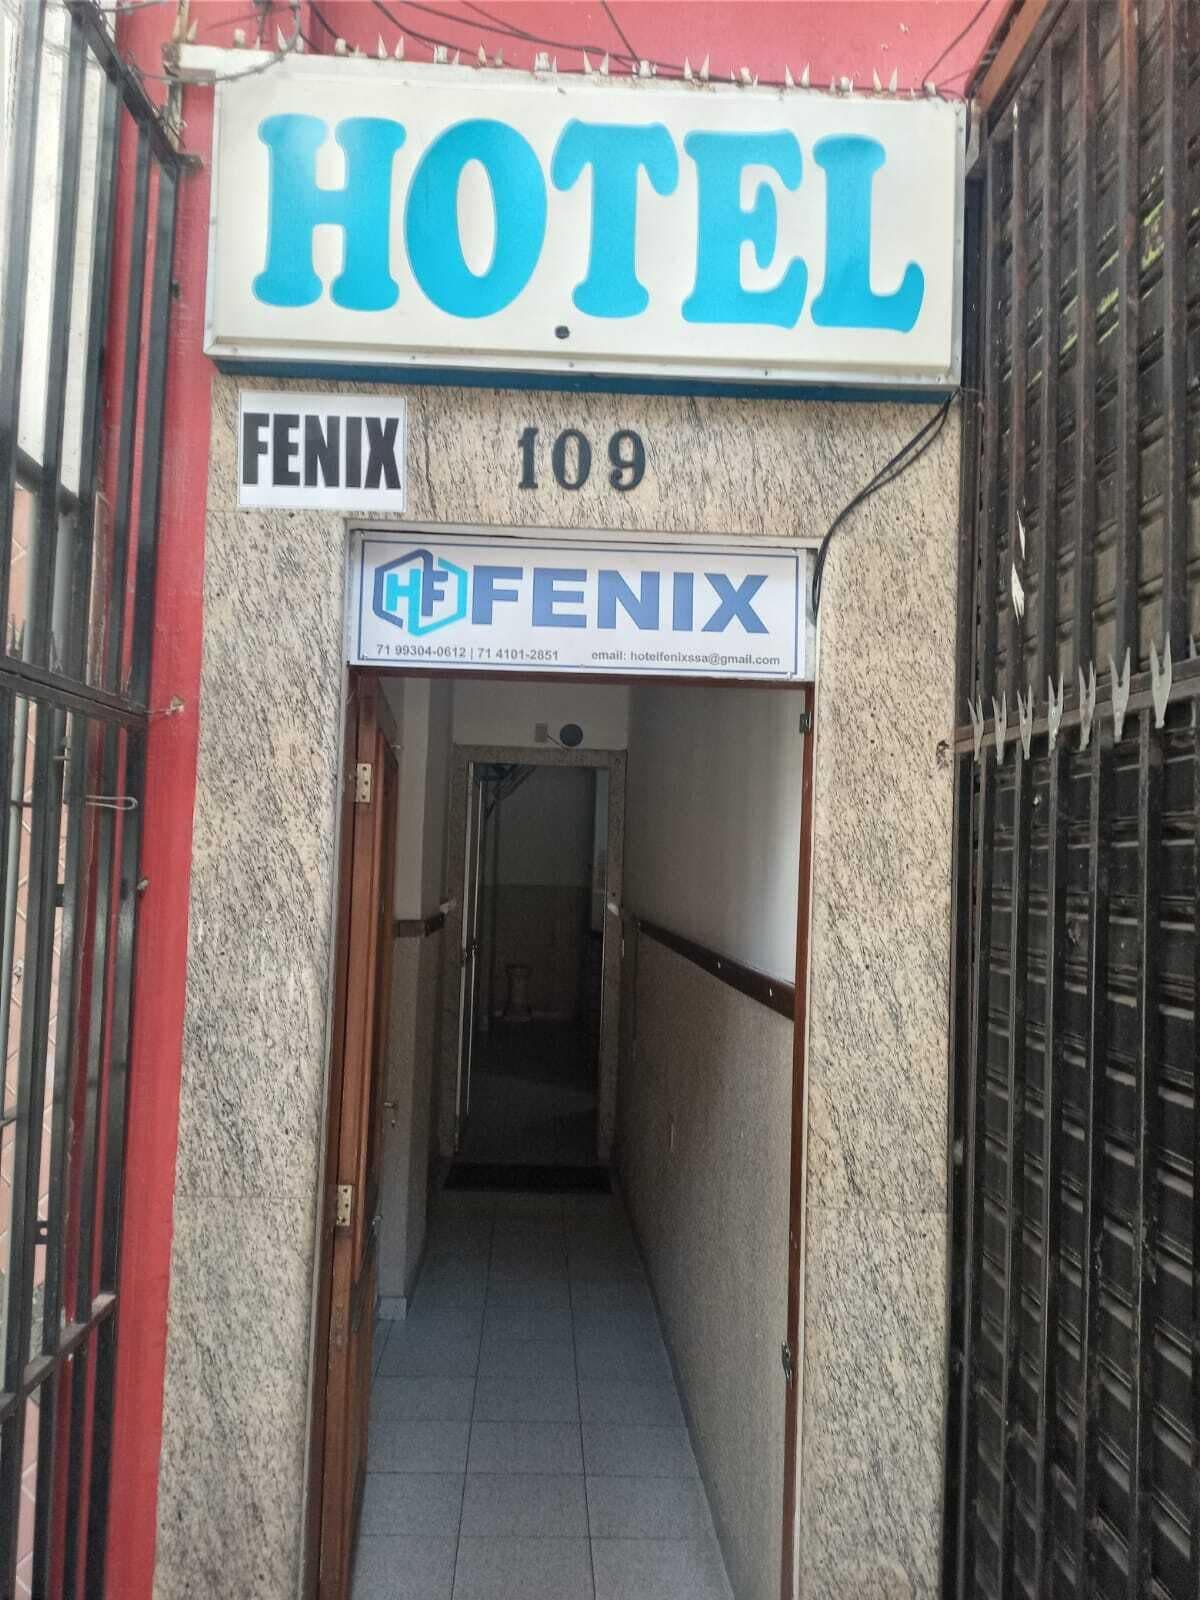 HOTEL
FENIX
109
HF FENIX
71 99304-0612 | 71 4101-2851 email: hotelfenixssa@gmail.com